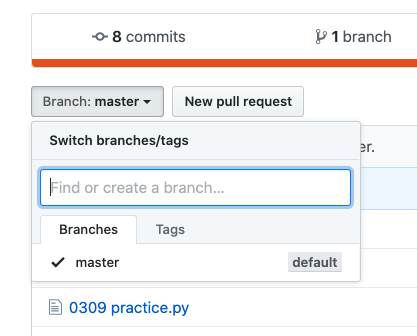 8 commits 1 branch
Branch: master New pull request
Switch branches/tags
er.
Find or create a branch...
Branches Tags
master default
0309 practice.py